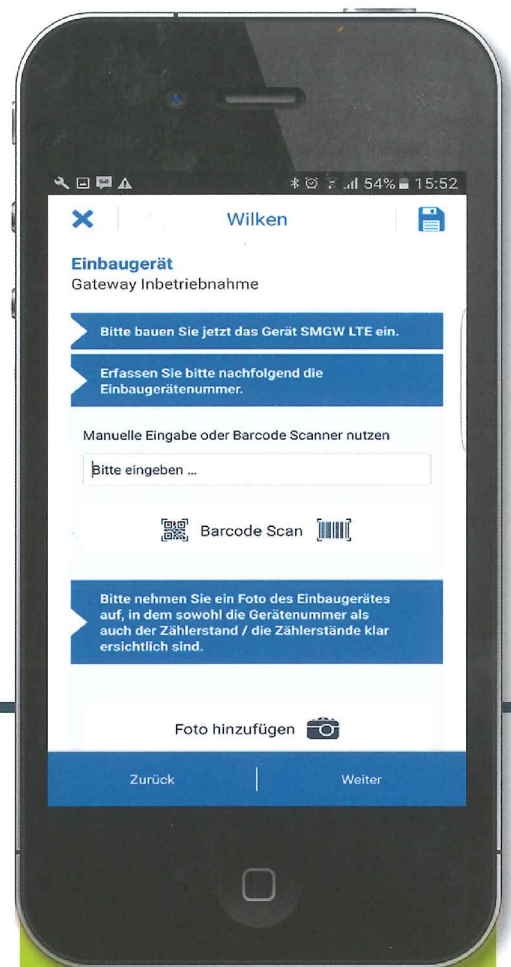 54% 15:52
Wilken
Einbaugerät
Gateway Inbetriebnahme
Bitte bauen Sie jetzt das Gerät SMGW LTE ein.
Erfassen Sie bitte nachfolgend die
Einbaugerätenummer.
Manuelle Eingabe oder Barcode Scanner nutzen
Bitte eingeben ...
Barcode Scan
Bitte nehmen Sie ein Foto des Einbaugerätes
auf, in dem sowohl die Gerätenummer als
auch der Zählerstand / die Zählerstände klar
ersichtlich sind.
Foto hinzufügen
Zurück
Weiter